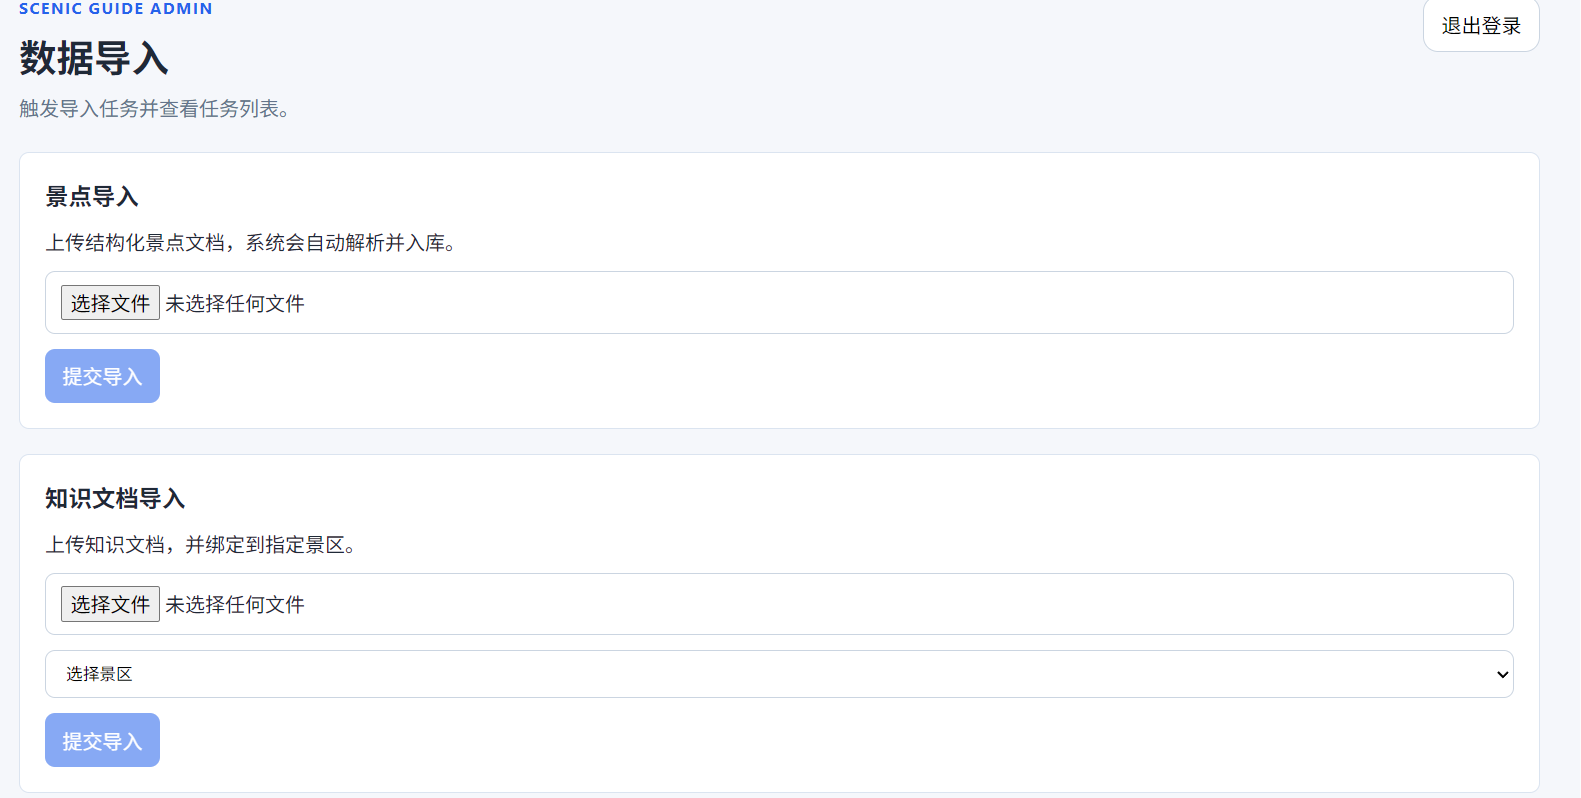 SCENIC GUIDE ADMIN
退出登录
数据导入
触发导入任务并查看任务列表。
景点导入
上传结构化景点文档，系统会自动解析并入库。
选择文件 未选择任何文件
提交导入
知识文档导入
上传知识文档，并绑定到指定景区。
选择文件 未选择任何文件
选择景区
提交导入